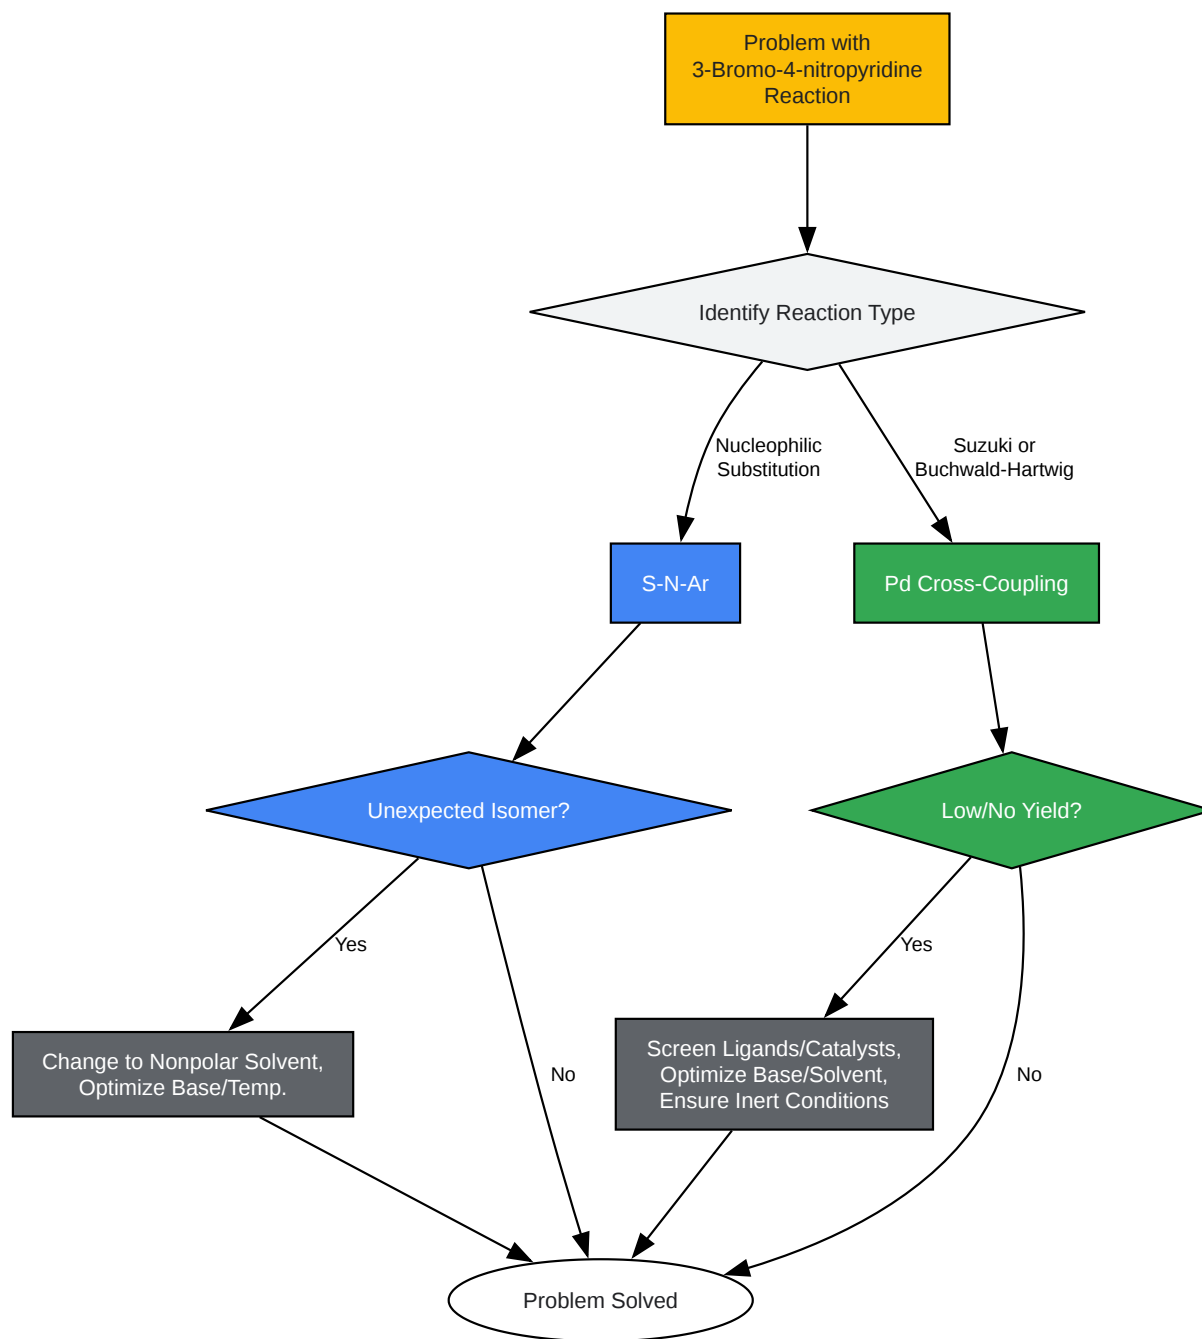 Problem with
3-Bromo-4-nitropyridine
Reaction
Identify Reaction Type
Nucleophilic
Substitution
Suzuki or
Buchwald-Hartwig
S-N-Ar
Pd Cross-Coupling
Unexpected Isomer?
Low/No Yield?
Yes
Yes
Change to Nonpolar Solvent,
Optimize Base/Temp.
No
Screen Ligands/Catalysts,
Optimize Base/Solvent,
Ensure Inert Conditions
No
Problem Solved